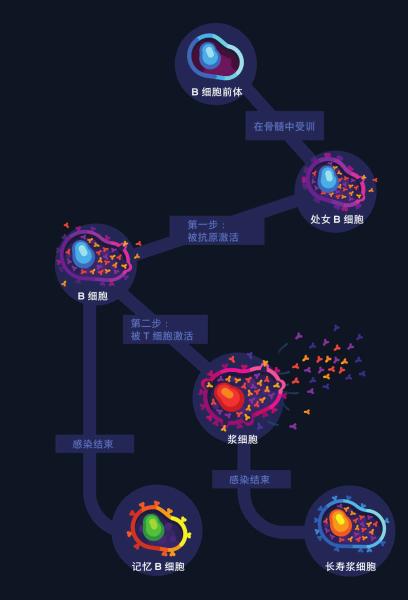 B 细胞前体
在骨髓中受训
处女 B 细胞
第一步：
被抗原激活
B 细胞
第二步：
被 T 细胞激活
浆细胞
感染结束
感染结束
记忆 B 细胞
长寿浆细胞